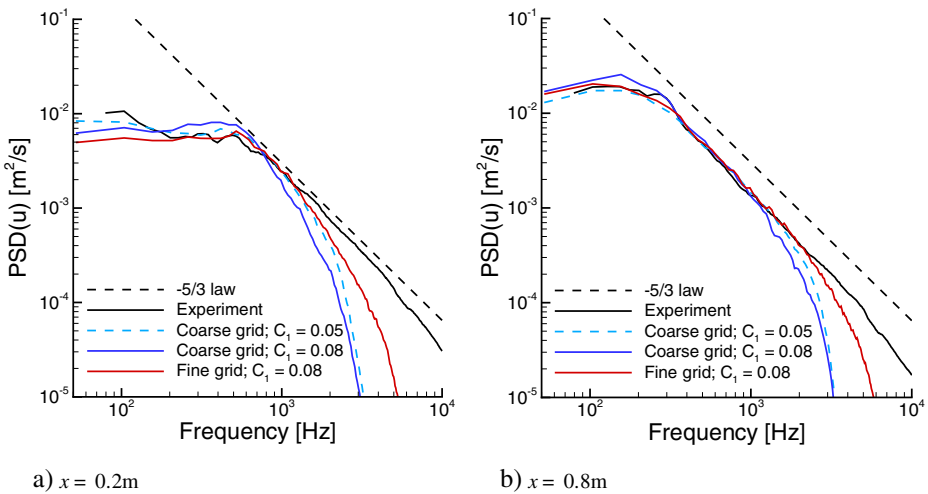 PSD(u) [m²/s]
10⁻¹
10⁻²
10⁻³
10⁻⁴
10⁻⁵
-5/3 law
Experiment
Coarse grid; C₁ = 0.05
Coarse grid; C₁ = 0.08
Fine grid; C₁ = 0.08
10² 10³ 10⁴
Frequency [Hz]
a) x = 0.2m
PSD(u) [m²/s]
10⁻¹
10⁻²
10⁻³
10⁻⁴
10⁻⁵
-5/3 law
Experiment
Coarse grid; C₁ = 0.05
Coarse grid; C₁ = 0.08
Fine grid; C₁ = 0.08
10² 10³ 10⁴
Frequency [Hz]
b) x = 0.8m